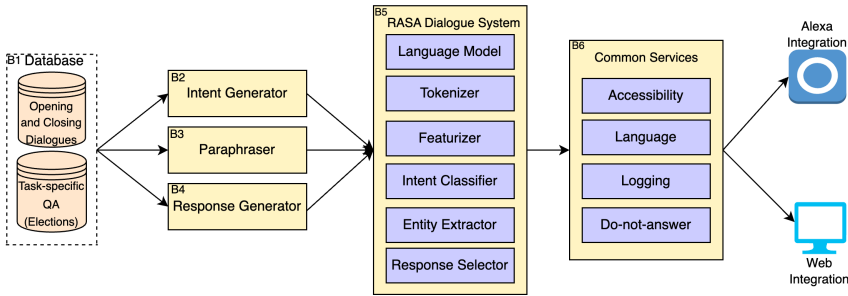 B1 Database
Opening
and Closing
Dialogues
Task-specific
QA
(Elections)
B2
Intent Generator
B3
Paraphraser
B4
Response Generator
B5
RASA Dialogue System
Language Model
Tokenizer
Featurizer
Intent Classifier
Entity Extractor
Response Selector
B6
Common Services
Accessibility
Language
Logging
Do-not-answer
Alexa
Integration
Web
Integration